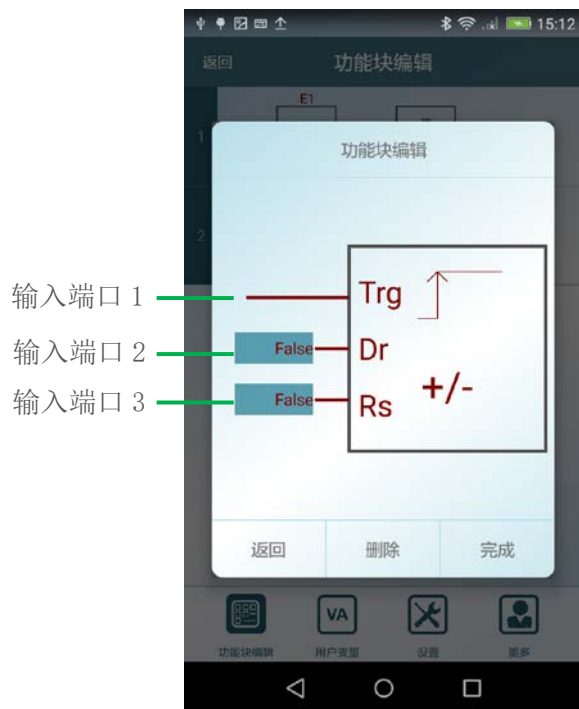 15:12
返回 功能块编辑
E1
1
功能块编辑
2
输入端口 1
Trg
输入端口 2
False
Dr
输入端口 3
False
Rs
+/-
返回 删除 完成
VA
功能块编辑 用户变量 设置 更多